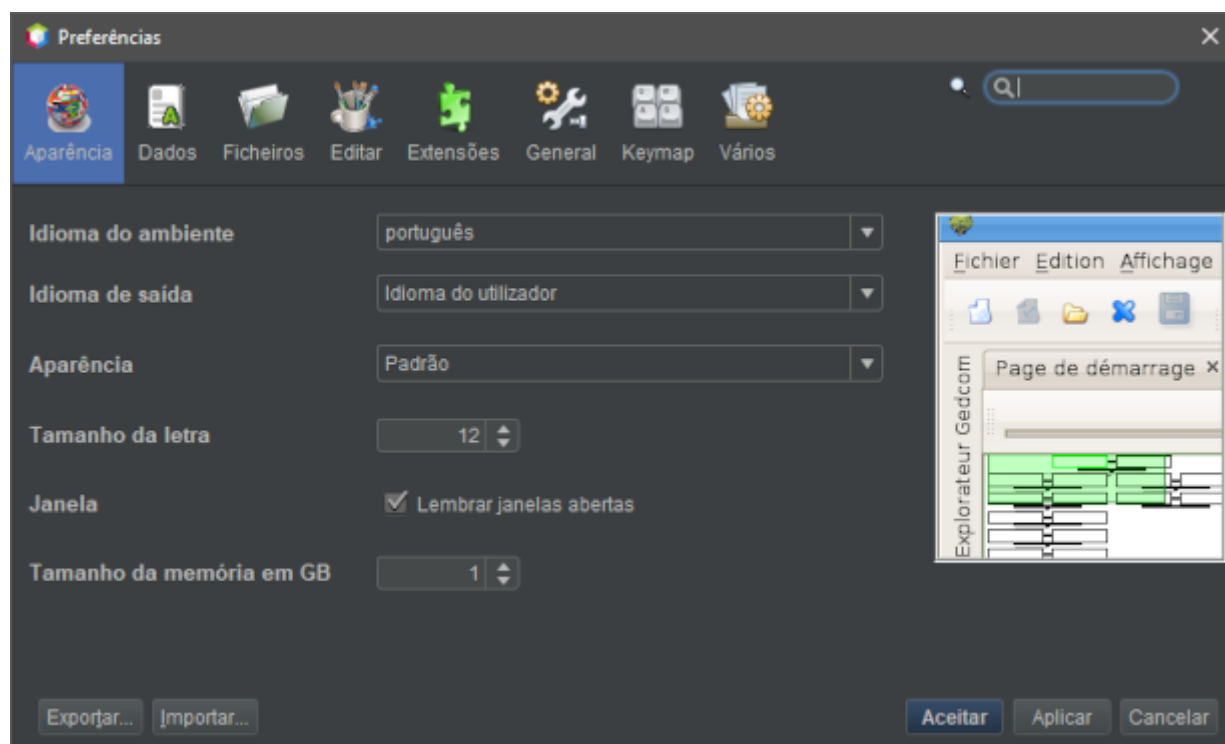 Preferências
Aparência Dados Ficheiros Editar Extensões General Keymap Vários
Idioma do ambiente português
Idioma de saída Idioma do utilizador
Aparência Padrão
Tamanho da letra 12
Janela Lembrar janelas abertas
Tamanho da memória em GB 1
Fichier Edition Affichage
Page de démarrage
Explorateur Gedcom
Exportar... Importar... Aceitar Aplicar Cancelar